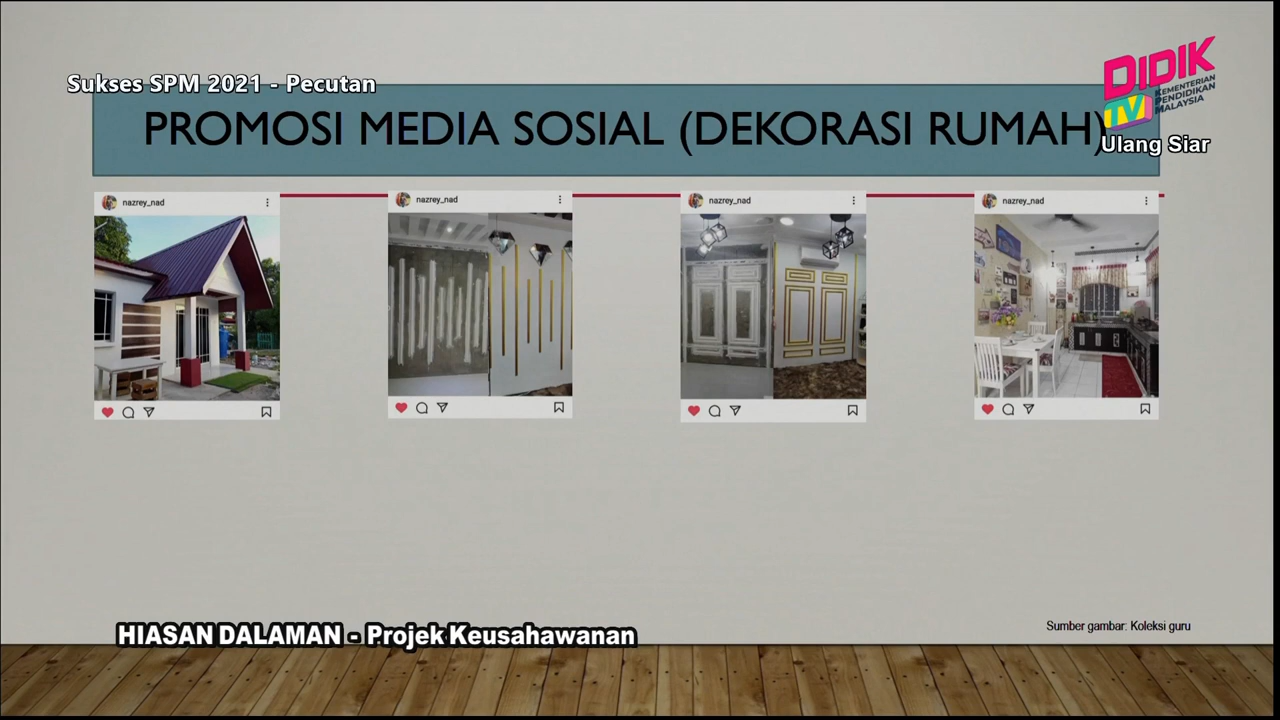 Sukses SPM 2021 - Pecutan
DIDIK
TV
KEMENTERIAN
PENDIDIKAN
MALAYSIA
Ulang Siar
PROMOSI MEDIA SOSIAL (DEKORASI RUMAH)
nazrey_nad
nazrey_nad
nazrey_nad
nazrey_nad
HIASAN DALAMAN - Projek Keusahawanan
Sumber gambar: Koleksi guru